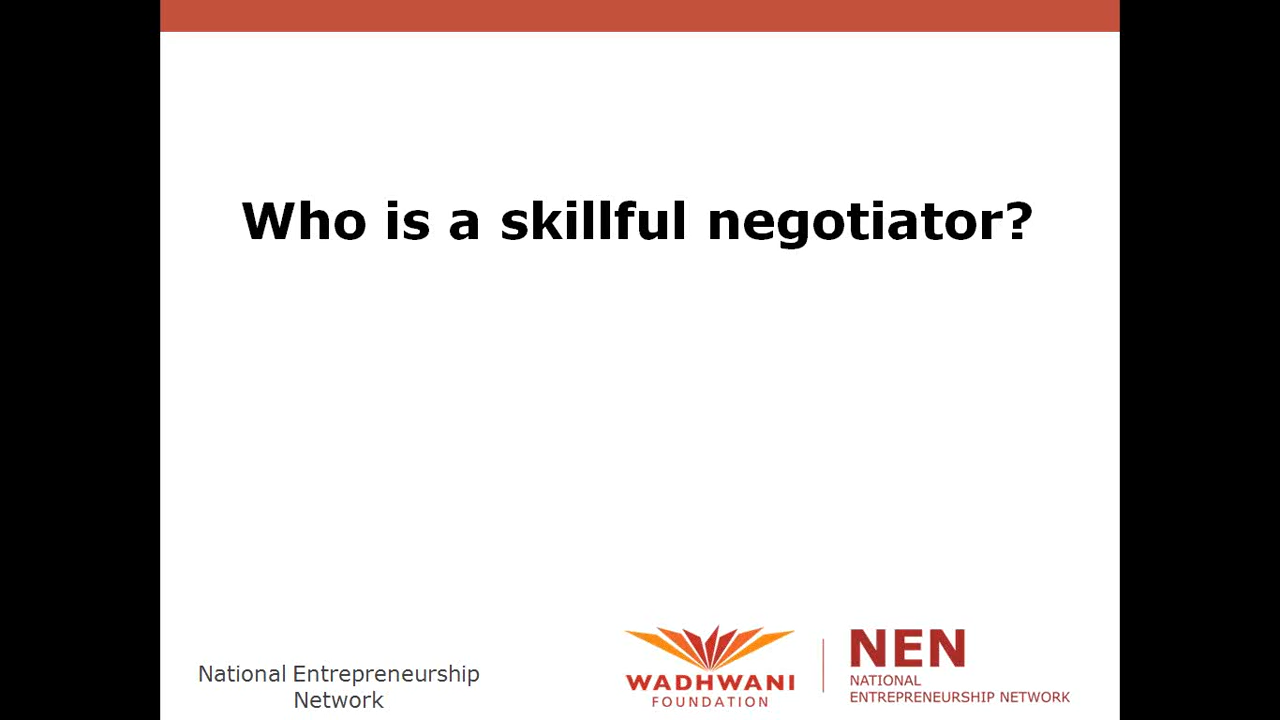 Who is a skillful negotiator?
National Entrepreneurship
Network
WADHWANI
FOUNDATION
NEN
NATIONAL
ENTREPRENEURSHIP NETWORK